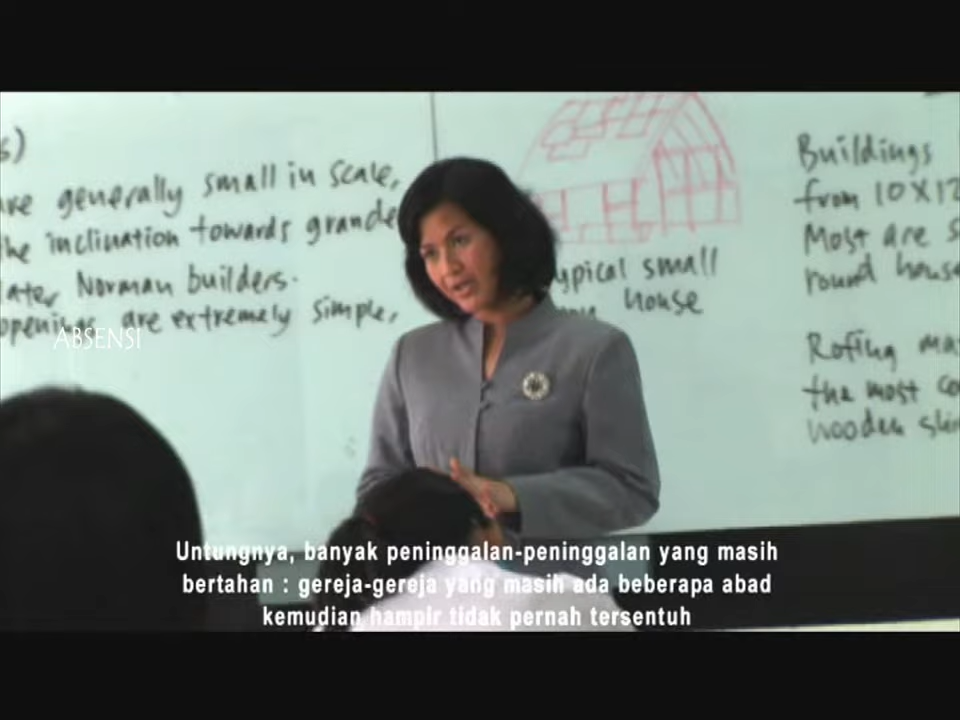 are generally small in scale,
the inclination towards grande
later Norman builders.
openings are extremely simple,
ypical small
house
Buildings
from 10X12
Most are s
round house
Rofing ma
the most co
wooden shin
ABSENSI
Untungnya, banyak peninggalan-peninggalan yang masih
bertahan : gereja-gereja yang masih ada beberapa abad
kemudian hampir tidak pernah tersentuh